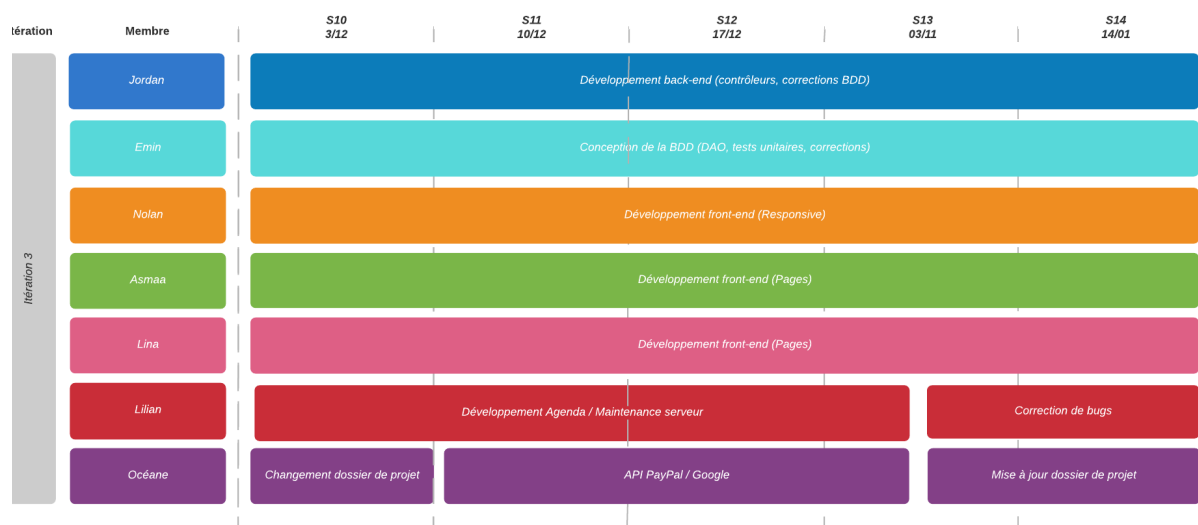 tération
Membre
S10
3/12
S11
10/12
S12
17/12
S13
03/11
S14
14/01
Itération 3
Jordan
Développement back-end (contrôleurs, corrections BDD)
Emin
Conception de la BDD (DAO, tests unitaires, corrections)
Nolan
Développement front-end (Responsive)
Asmaa
Développement front-end (Pages)
Lina
Développement front-end (Pages)
Lilian
Développement Agenda / Maintenance serveur
Correction de bugs
Océane
Changement dossier de projet
API PayPal / Google
Mise à jour dossier de projet